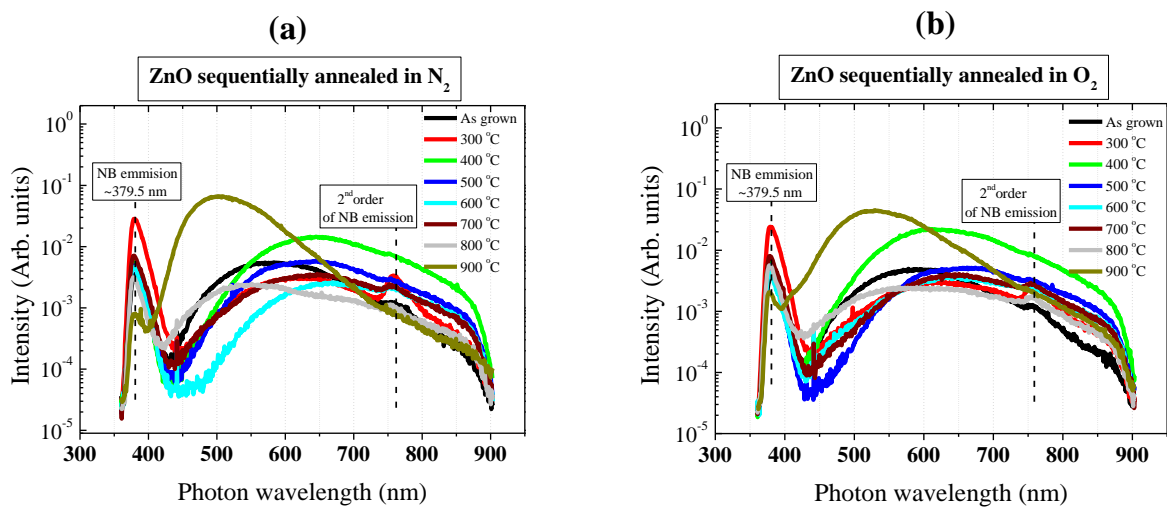 (a)
ZnO sequentially annealed in N2
10^0
10^-1
10^-2
10^-3
10^-4
10^-5
Intensity (Arb. units)
NB emmision
~379.5 nm
2nd order
of NB emission
As grown
300 °C
400 °C
500 °C
600 °C
700 °C
800 °C
900 °C
300 400 500 600 700 800 900
Photon wavelength (nm)
(b)
ZnO sequentially annealed in O2
10^0
10^-1
10^-2
10^-3
10^-4
10^-5
Intensity (Arb. units)
NB emmision
~379.5 nm
2nd order
of NB emission
As grown
300 °C
400 °C
500 °C
600 °C
700 °C
800 °C
900 °C
300 400 500 600 700 800 900
Photon wavelength (nm)